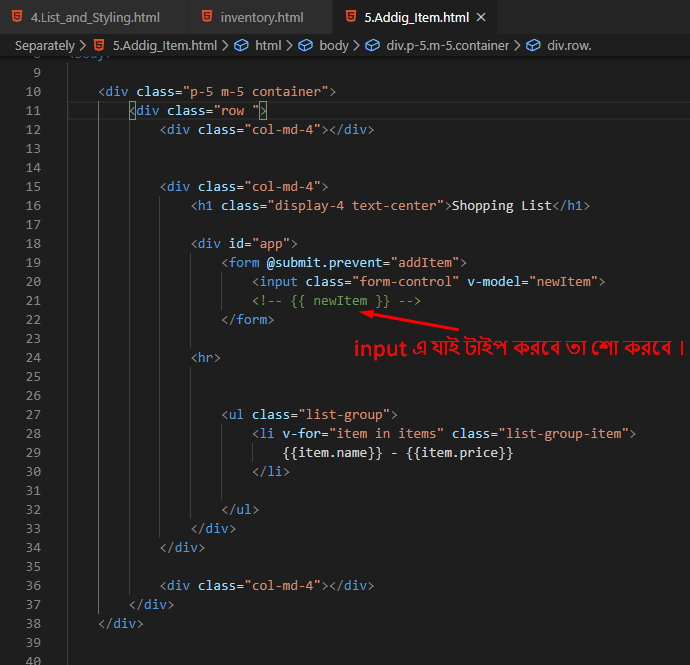 4.List_and_Styling.html inventory.html 5.Addig_Item.html ×
Separately > 5.Addig_Item.html > html > body > div.p-5.m-5.container > div.row.
9
10 <div class="p-5 m-5 container">
11 <div class="row ">
12 <div class="col-md-4"></div>
13
14
15 <div class="col-md-4">
16 <h1 class="display-4 text-center">Shopping List</h1>
17
18 <div id="app">
19 <form @submit.prevent="addItem">
20 <input class="form-control" v-model="newItem">
21 <!-- {{ newItem }} -->
22 </form>
23
input এ যাই টাইপ করবে তা শো করবে ।
24 <hr>
25
26
27 <ul class="list-group">
28 <li v-for="item in items" class="list-group-item">
29 {{item.name}} - {{item.price}}
30 </li>
31
32 </ul>
33 </div>
34 </div>
35
36 <div class="col-md-4"></div>
37 </div>
38 </div>
39
40